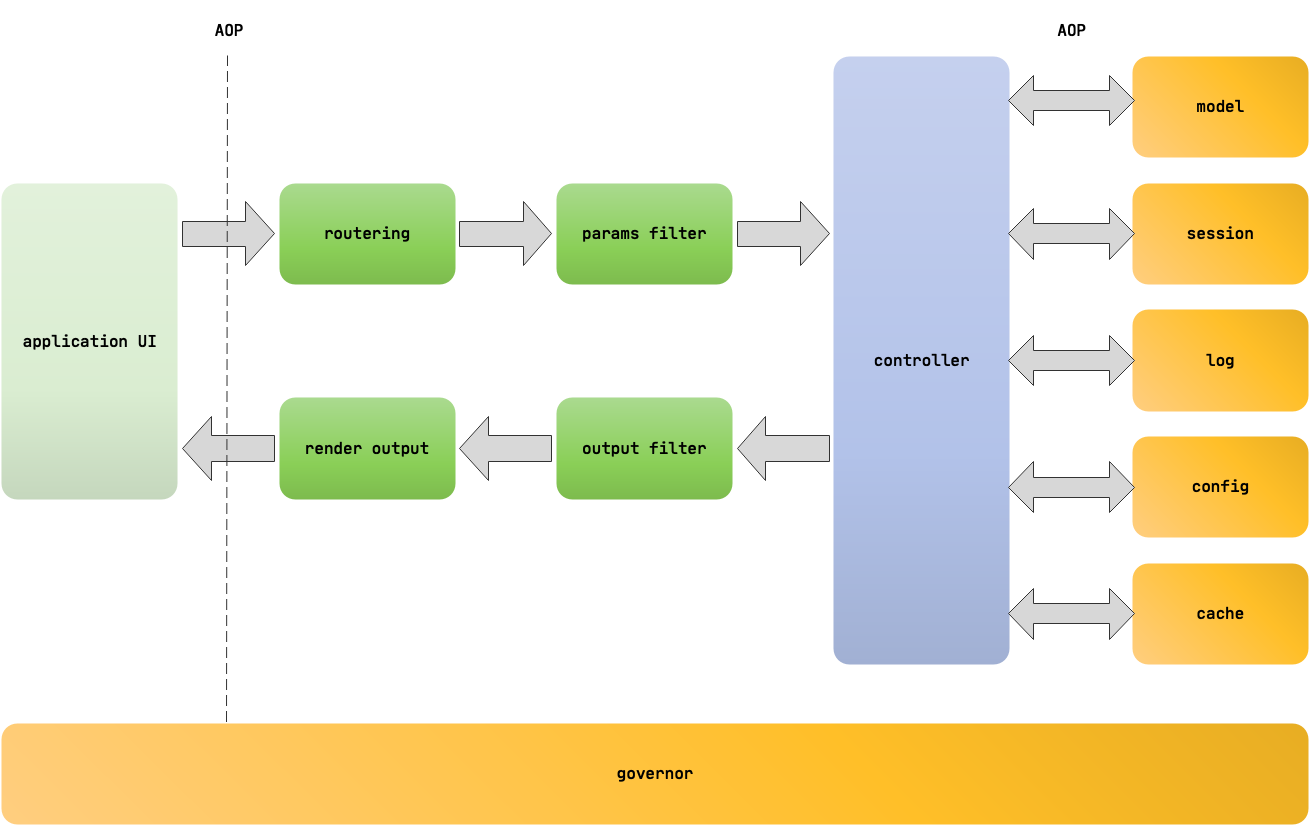 AOP
AOP
model
routering
params filter
session
application UI
controller
log
render output
output filter
config
cache
governor